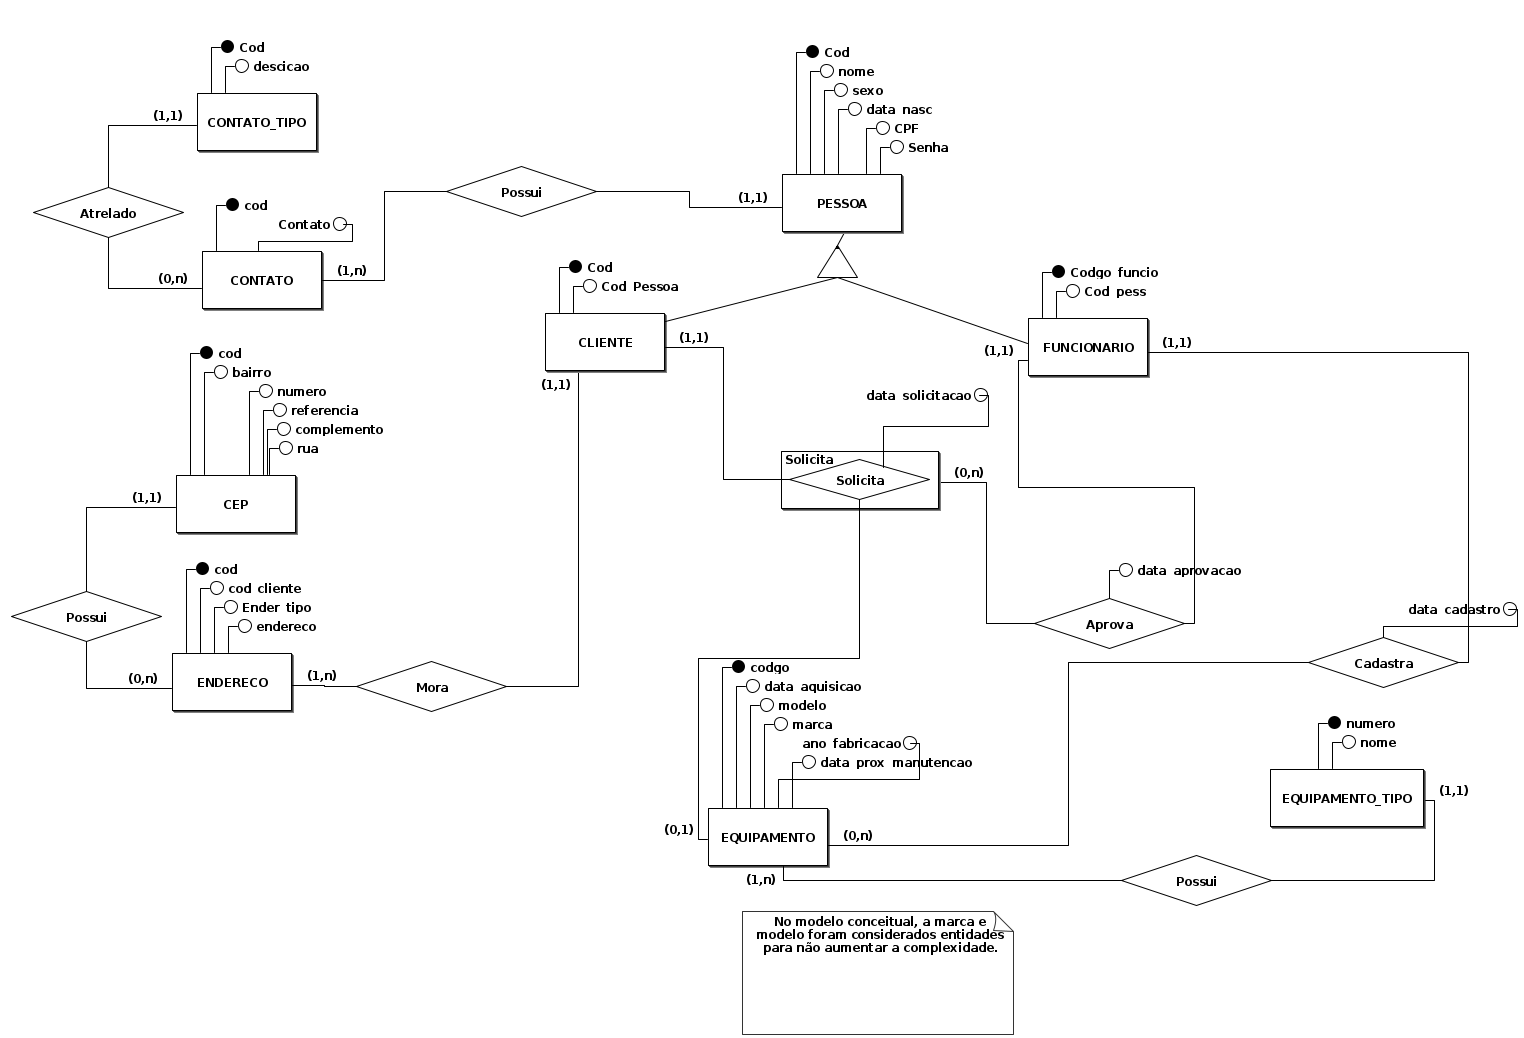 Cod
descicao
CONTATO_TIPO
(1,1)
Atrelado
(0,n)
cod
Contato
CONTATO
(1,n)
Possui
(1,1)
Cod
nome
sexo
data nasc
CPF
Senha
PESSOA
Cod
Cod Pessoa
CLIENTE
(1,1)
(1,1)
Codgo funcio
Cod pess
FUNCIONARIO
(1,1)
(1,1)
cod
bairro
numero
referencia
complemento
rua
CEP
(1,1)
Possui
(0,n)
cod
cod cliente
Ender tipo
endereco
ENDERECO
(1,n)
Mora
data solicitacao
Solicita
Solicita
(0,n)
data aprovacao
Aprova
data cadastro
Cadastra
codgo
data aquisicao
modelo
marca
ano fabricacao
data prox manutencao
EQUIPAMENTO
(0,1)
(0,n)
(1,n)
Possui
numero
nome
EQUIPAMENTO_TIPO
(1,1)
No modelo conceitual, a marca e
modelo foram considerados entidades
para não aumentar a complexidade.